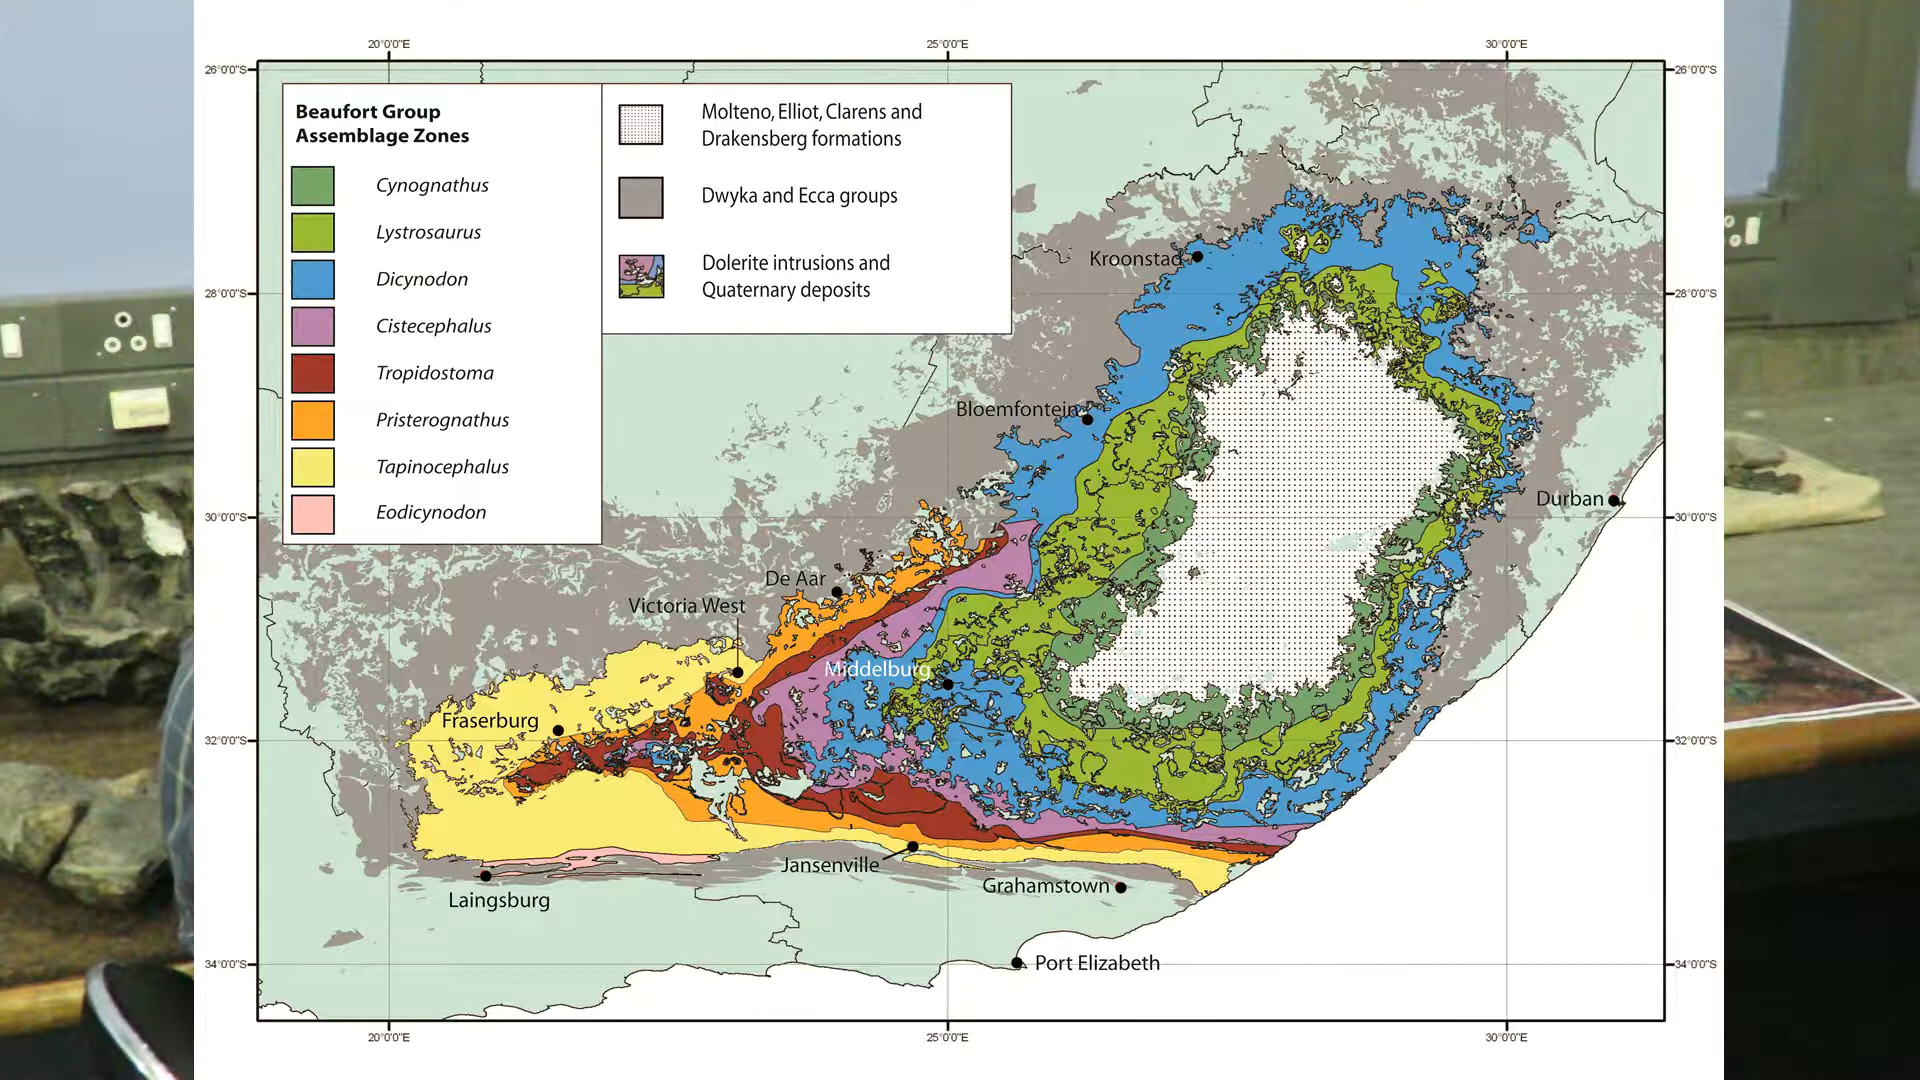 20°0'0"E
25°0'0"E
30°0'0"E
26°0'0"S
26°0'0"S
Beaufort Group
Assemblage Zones
Cynognathus
Lystrosaurus
Dicynodon
Cistecephalus
Tropidostoma
Pristerognathus
Tapinocephalus
Eodicynodon
Molteno, Elliot, Clarens and
Drakensberg formations
Dwyka and Ecca groups
Dolerite intrusions and
Quaternary deposits
Kroonstad
28°0'0"S
28°0'0"S
Bloemfontein
Durban
30°0'0"S
30°0'0"S
De Aar
Victoria West
Middelburg
Fraserburg
32°0'0"S
32°0'0"S
Jansenville
Grahamstown
Laingsburg
Port Elizabeth
34°0'0"S
34°0'0"S
20°0'0"E
25°0'0"E
30°0'0"E